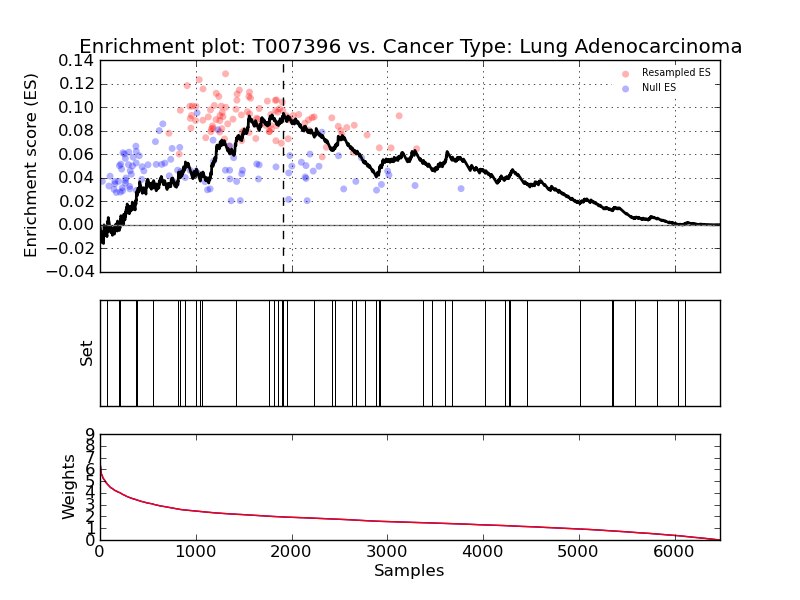 Enrichment plot: T007396 vs. Cancer Type: Lung Adenocarcinoma
Enrichment score (ES)
0.14
0.12
0.10
0.08
0.06
0.04
0.02
0.00
−0.02
−0.04
Resampled ES
Null ES
Set
Weights
9
8
7
6
5
4
3
2
1
0
0 1000 2000 3000 4000 5000 6000
Samples